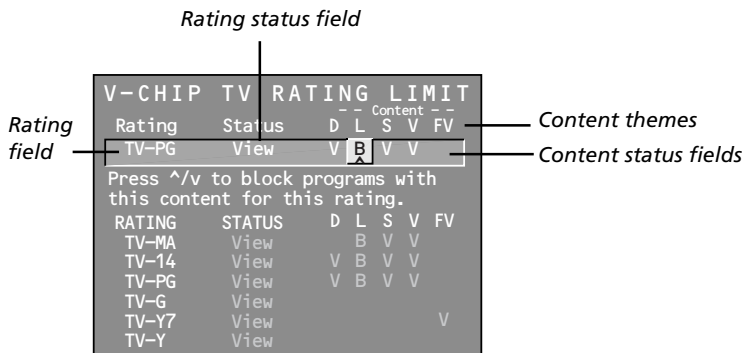 Rating status field
V-CHIP TV RATING LIMIT
-- Content --
Rating Status D L S V FV
Content themes
Rating
field
TV-PG View V B V V
^
Content status fields
Press ^/v to block programs with
this content for this rating.
RATING STATUS D L S V FV
TV-MA View B V V
TV-14 View V B V V
TV-PG View V B V V
TV-G View
TV-Y7 View V
TV-Y View